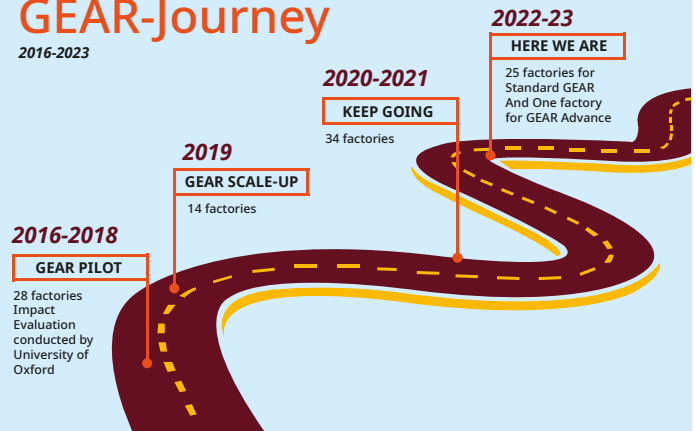 GEAR-Journey
2016-2023
2022-23
HERE WE ARE
25 factories for
Standard GEAR
And One factory
for GEAR Advance
2020-2021
KEEP GOING
34 factories
2019
GEAR SCALE-UP
14 factories
2016-2018
GEAR PILOT
28 factories
Impact
Evaluation
conducted by
University of
Oxford